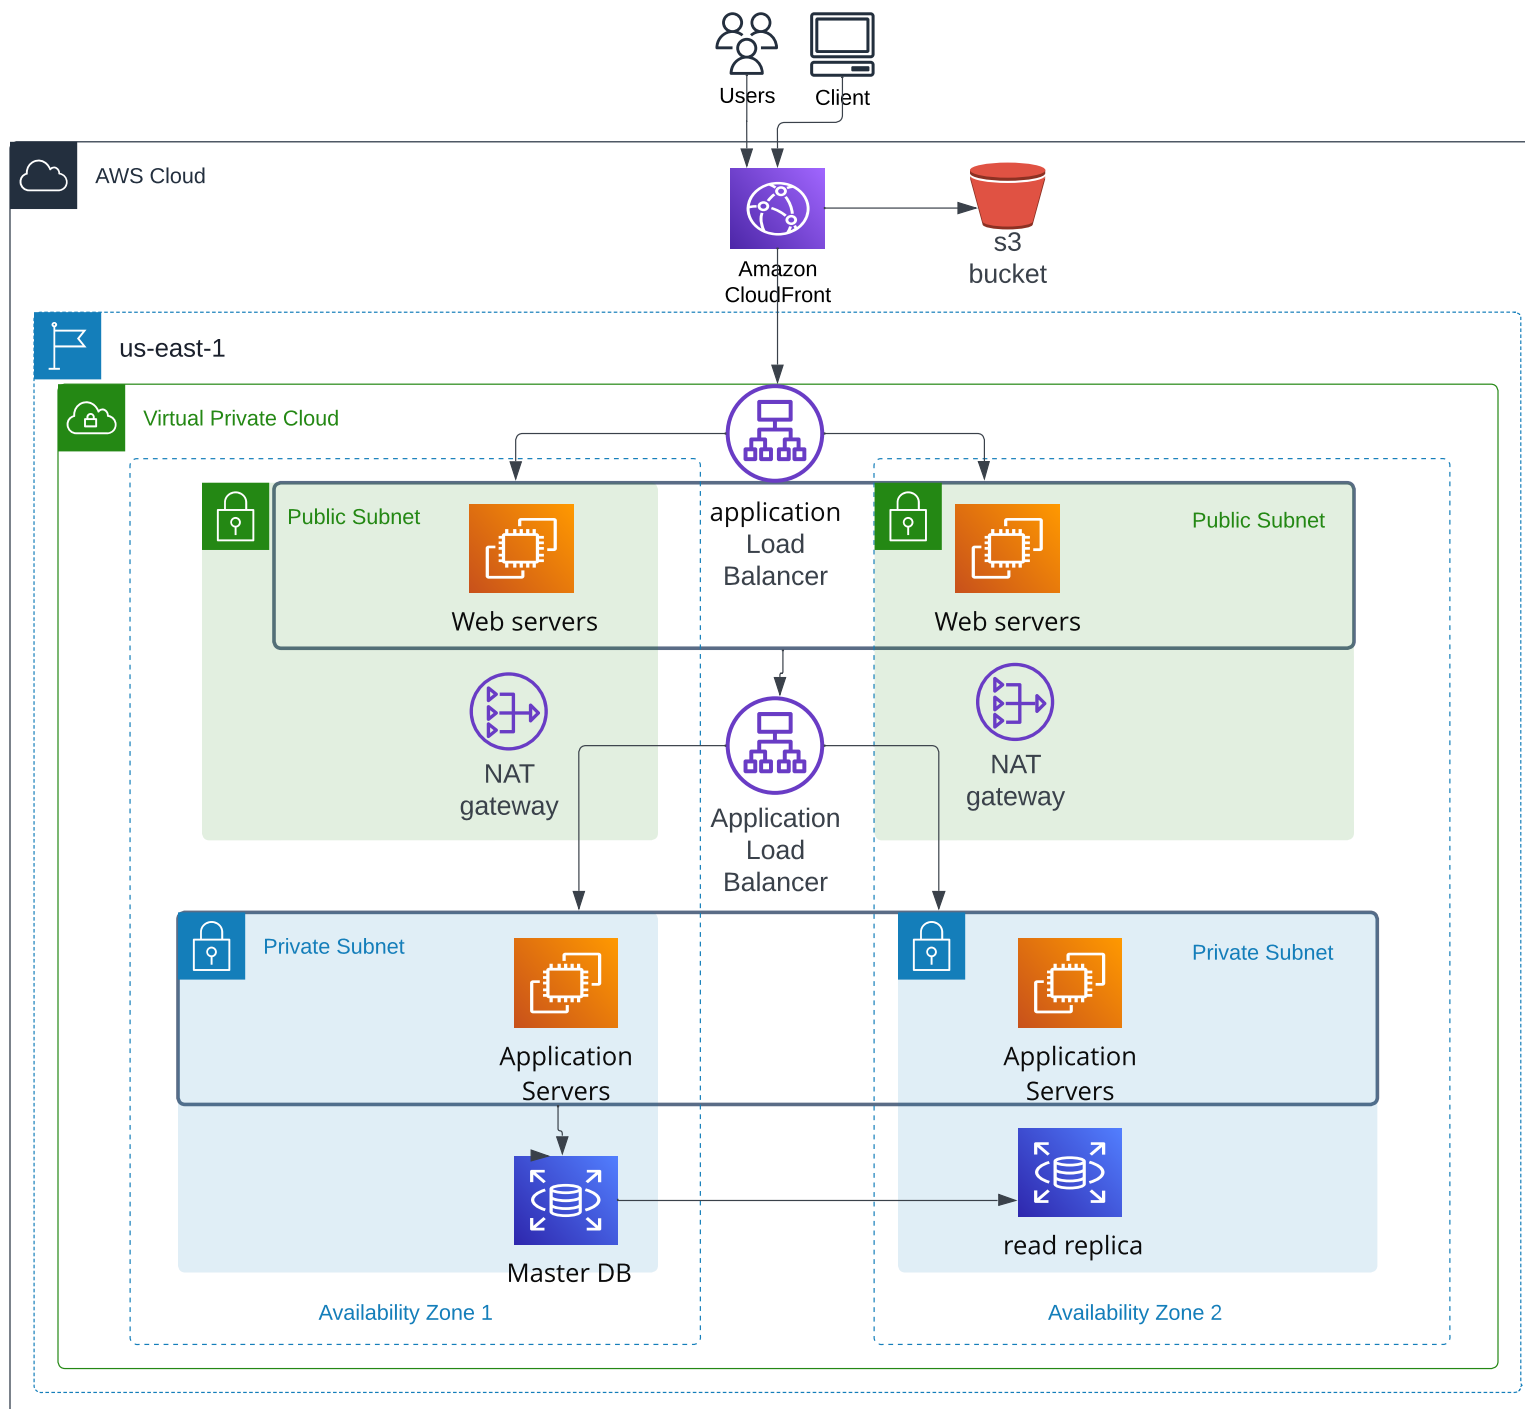 Users
Client
AWS Cloud
Amazon
CloudFront
s3
bucket
us-east-1
Virtual Private Cloud
Public Subnet
application
Load
Balancer
Public Subnet
Web servers
Web servers
NAT
gateway
NAT
gateway
Application
Load
Balancer
Private Subnet
Private Subnet
Application
Servers
Application
Servers
Master DB
read replica
Availability Zone 1
Availability Zone 2